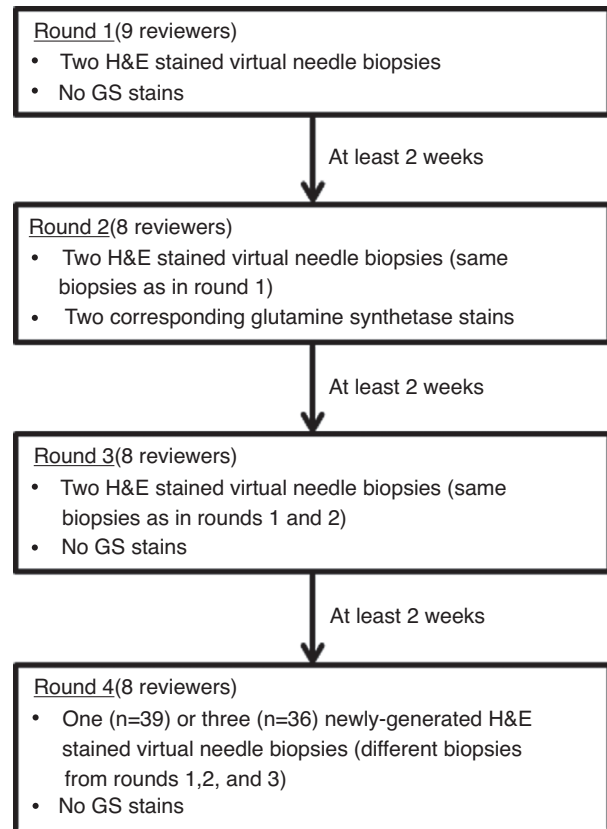 Round 1(9 reviewers)
• Two H&E stained virtual needle biopsies
• No GS stains
At least 2 weeks
Round 2(8 reviewers)
• Two H&E stained virtual needle biopsies (same
biopsies as in round 1)
• Two corresponding glutamine synthetase stains
At least 2 weeks
Round 3(8 reviewers)
• Two H&E stained virtual needle biopsies (same
biopsies as in rounds 1 and 2)
• No GS stains
At least 2 weeks
Round 4(8 reviewers)
• One (n=39) or three (n=36) newly-generated H&E
stained virtual needle biopsies (different biopsies
from rounds 1,2, and 3)
• No GS stains